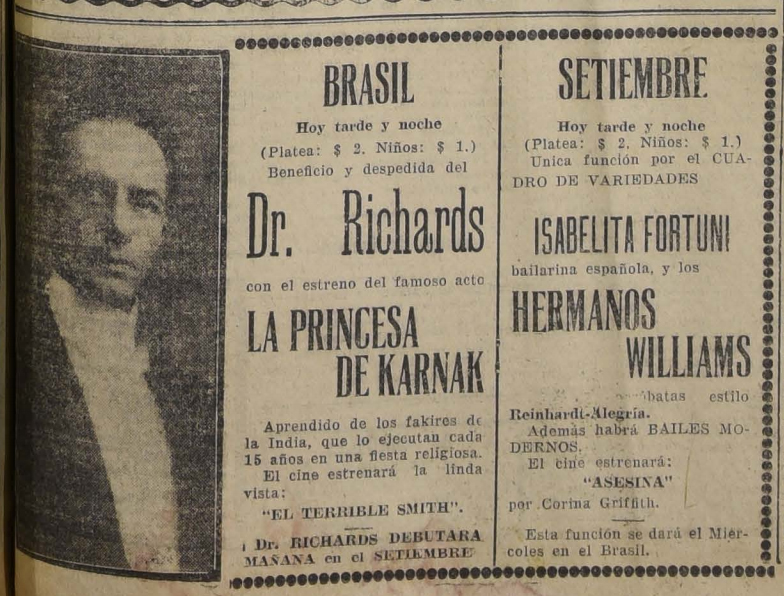 BRASIL
Hoy tarde y noche
(Platea: $ 2. Niños: $ 1.)
Beneficio y despedida del
Dr. Richards
con el estreno del famoso acto
LA PRINCESA
DE KARNAK
Aprendido de los fakires de
la India, que lo ejecutan cada
15 años en una fiesta religiosa.
El cine estrenará la linda
vista:
"EL TERRIBLE SMITH".
Dr. RICHARDS DEBUTARA
MAÑANA en el SETIEMBRE
SETIEMBRE
Hoy tarde y noche
(Platea: $ 2. Niños: $ 1.)
Unica función por el CUA-
DRO DE VARIEDADES
ISABELITA FORTUNI
bailarina española, y los
HERMANOS
WILLIAMS
estilo
Reinhardt-Alegría.
Además habrá BAILES MO-
DERNOS.
El cine estrenará:
"ASESINA"
por Corina Griffith.
Esta función se dará el Miér-
coles en el Brasil.